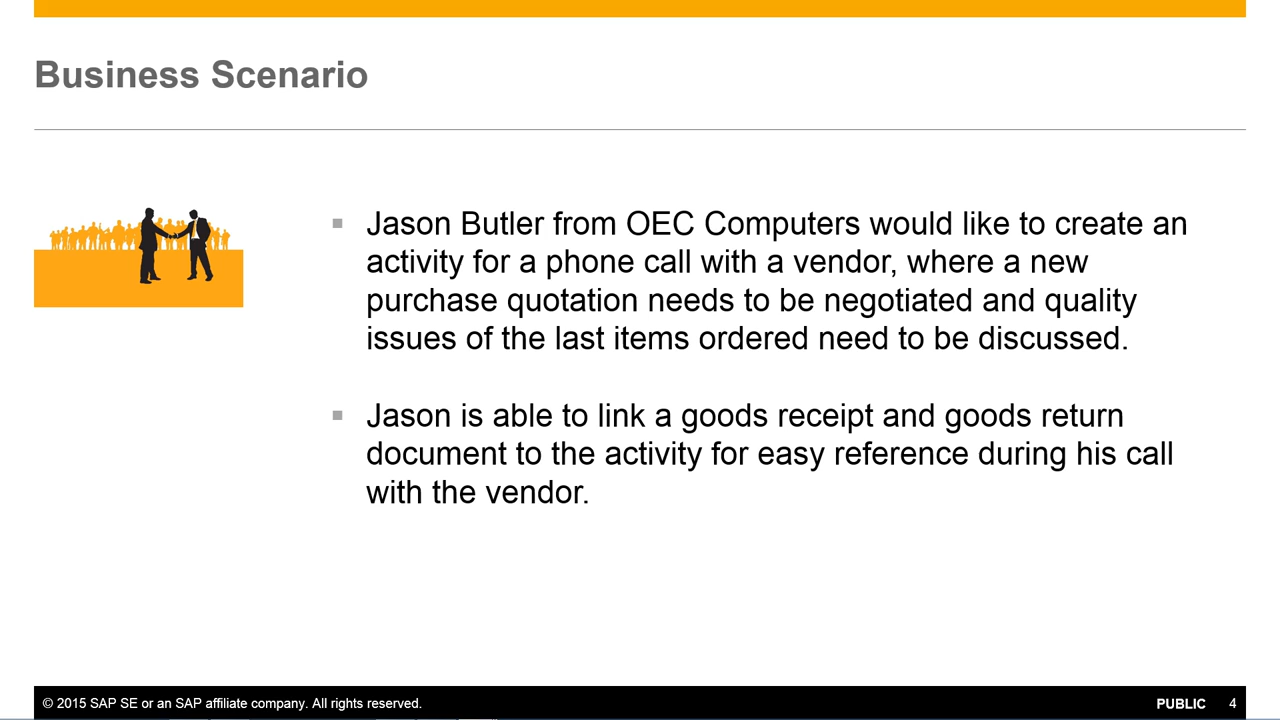 Business Scenario
Jason Butler from OEC Computers would like to create an
activity for a phone call with a vendor, where a new
purchase quotation needs to be negotiated and quality
issues of the last items ordered need to be discussed.
Jason is able to link a goods receipt and goods return
document to the activity for easy reference during his call
with the vendor.
© 2015 SAP SE or an SAP affiliate company. All rights reserved.
PUBLIC 4